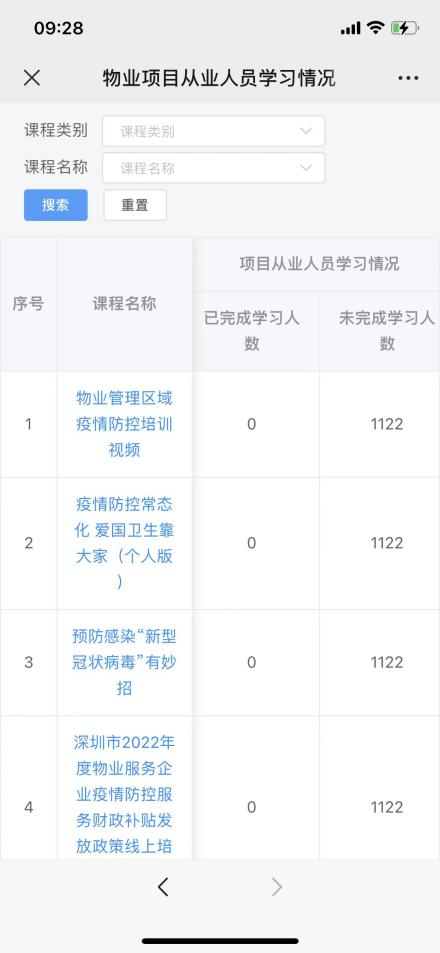 09:28
物业项目从业人员学习情况
课程类别 课程类别
课程名称 课程名称
搜索 重置
序号 课程名称 项目从业人员学习情况
已完成学习人
数
未完成学习人
数
1
物业管理区域
疫情防控培训
视频
0 1122
2
疫情防控常态
化 爱国卫生靠
大家（个人版
）
0 1122
3
预防感染“新型
冠状病毒”有妙
招
0 1122
4
深圳市2022年
度物业服务企
业疫情防控服
务财政补贴发
放政策线上培
0 1122